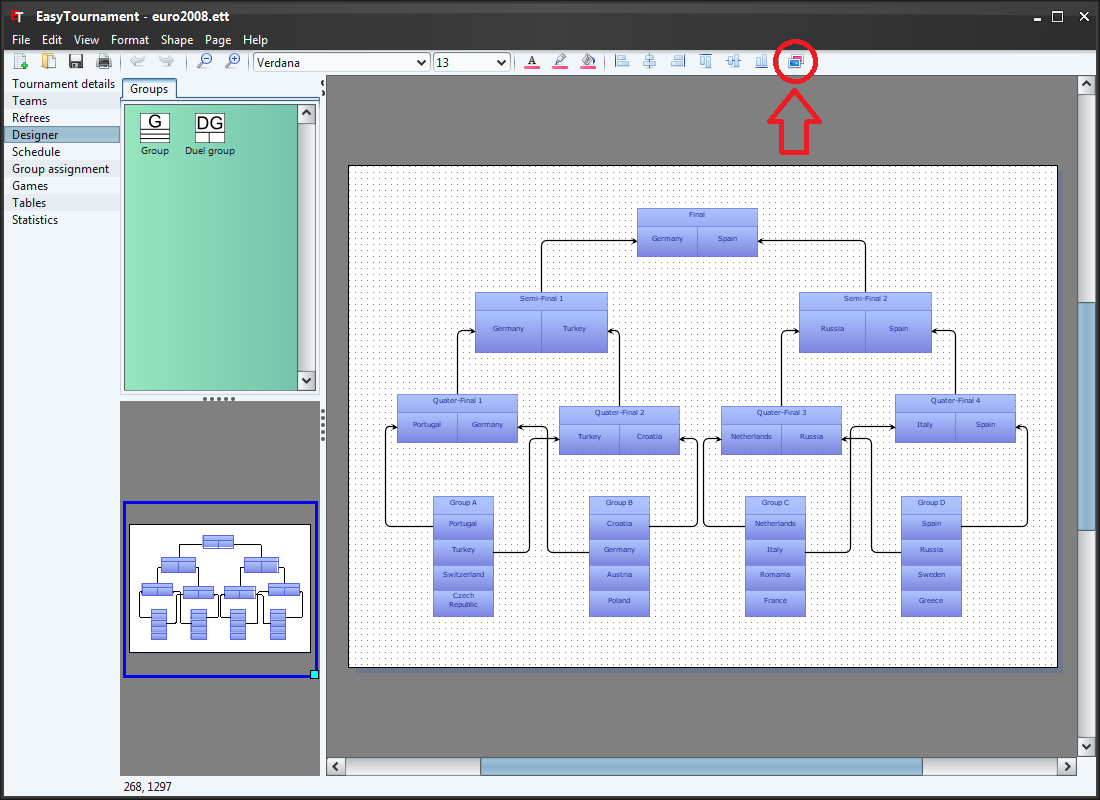 ET EasyTournament - euro2008.ett
File Edit View Format Shape Page Help
Verdana 13 A
Tournament details
Teams
Refrees
Designer
Schedule
Group assignment
Games
Tables
Statistics
Groups
G DG
Group Duel group
Final
Germany Spain
Semi-Final 1 Semi-Final 2
Germany Turkey Russia Spain
Quater-Final 1 Quater-Final 4
Portugal Germany Italy Spain
Quater-Final 2 Quater-Final 3
Turkey Croatia Netherlands Russia
Group A Group B Group C Group D
Portugal Croatia Netherlands Spain
Turkey Germany Italy Russia
Switzerland Austria Romania Sweden
Czech
Republic Poland France Greece
268, 1297